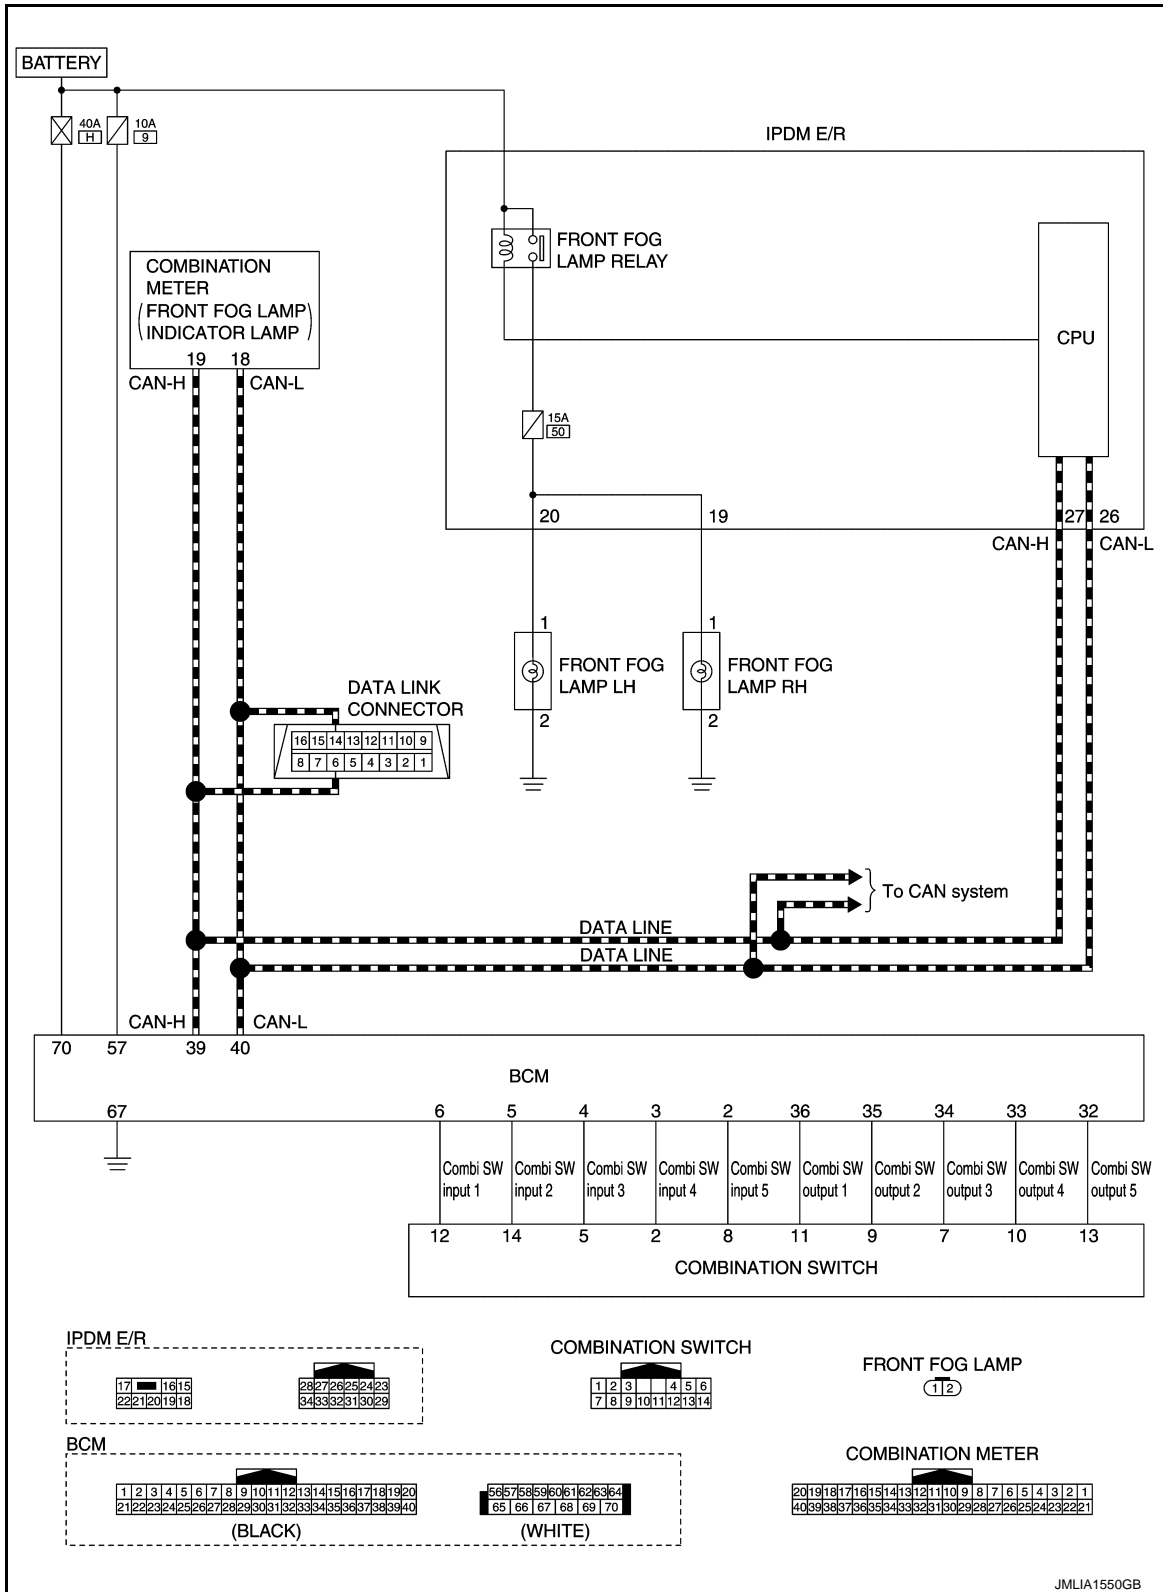 BATTERY
40A
H
10A
9
IPDM E/R
FRONT FOG
LAMP RELAY
CPU
COMBINATION
METER
(FRONT FOG LAMP
INDICATOR LAMP)
19 18
CAN-H CAN-L
15A
50
20 19 27 26
CAN-H CAN-L
1 1
FRONT FOG
LAMP LH
FRONT FOG
LAMP RH
2 2
DATA LINK
CONNECTOR
16 15 14 13 12 11 10 9
8 7 6 5 4 3 2 1
To CAN system
DATA LINE
DATA LINE
CAN-H CAN-L
70 57 39 40
BCM
67 6 5 4 3 2 36 35 34 33 32
Combi SW
input 1
Combi SW
input 2
Combi SW
input 3
Combi SW
input 4
Combi SW
input 5
Combi SW
output 1
Combi SW
output 2
Combi SW
output 3
Combi SW
output 4
Combi SW
output 5
12 14 5 2 8 11 9 7 10 13
COMBINATION SWITCH
IPDM E/R
17 16 15
22 21 20 19 18
28 27 26 25 24 23
34 33 32 31 30 29
COMBINATION SWITCH
1 2 3 4 5 6
7 8 9 10 11 12 13 14
FRONT FOG LAMP
1 2
BCM
1 2 3 4 5 6 7 8 9 10 11 12 13 14 15 16 17 18 19 20
21 22 23 24 25 26 27 28 29 30 31 32 33 34 35 36 37 38 39 40
(BLACK)
56 57 58 59 60 61 62 63 64
65 66 67 68 69 70
(WHITE)
COMBINATION METER
20 19 18 17 16 15 14 13 12 11 10 9 8 7 6 5 4 3 2 1
40 39 38 37 36 35 34 33 32 31 30 29 28 27 26 25 24 23 22 21
JMLIA1550GB